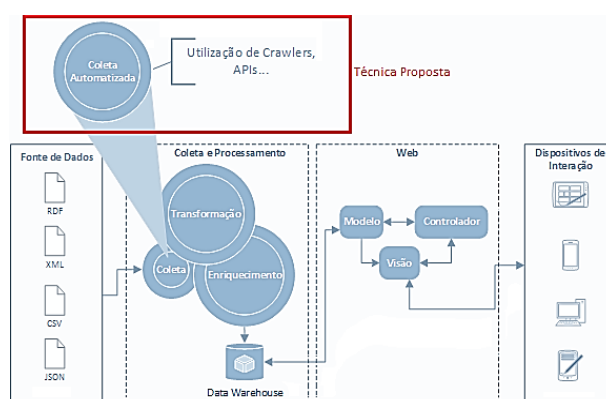 Coleta
Automatizada
Utilização de Crawlers,
APIs...
Técnica Proposta
Fonte de Dados
RDF
XML
CSV
JSON
Coleta e Processamento
Transformação
Coleta
Enriquecimento
Data Warehouse
Web
Modelo
Controlador
Visão
Dispositivos de
Interação